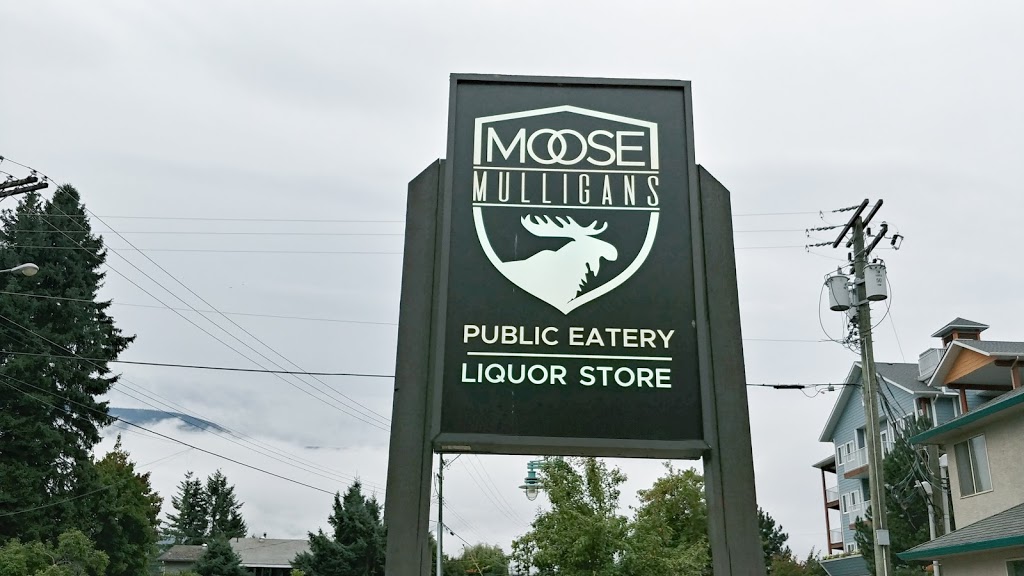 MOOSE
MULLIGANS
PUBLIC EATERY
LIQUOR STORE